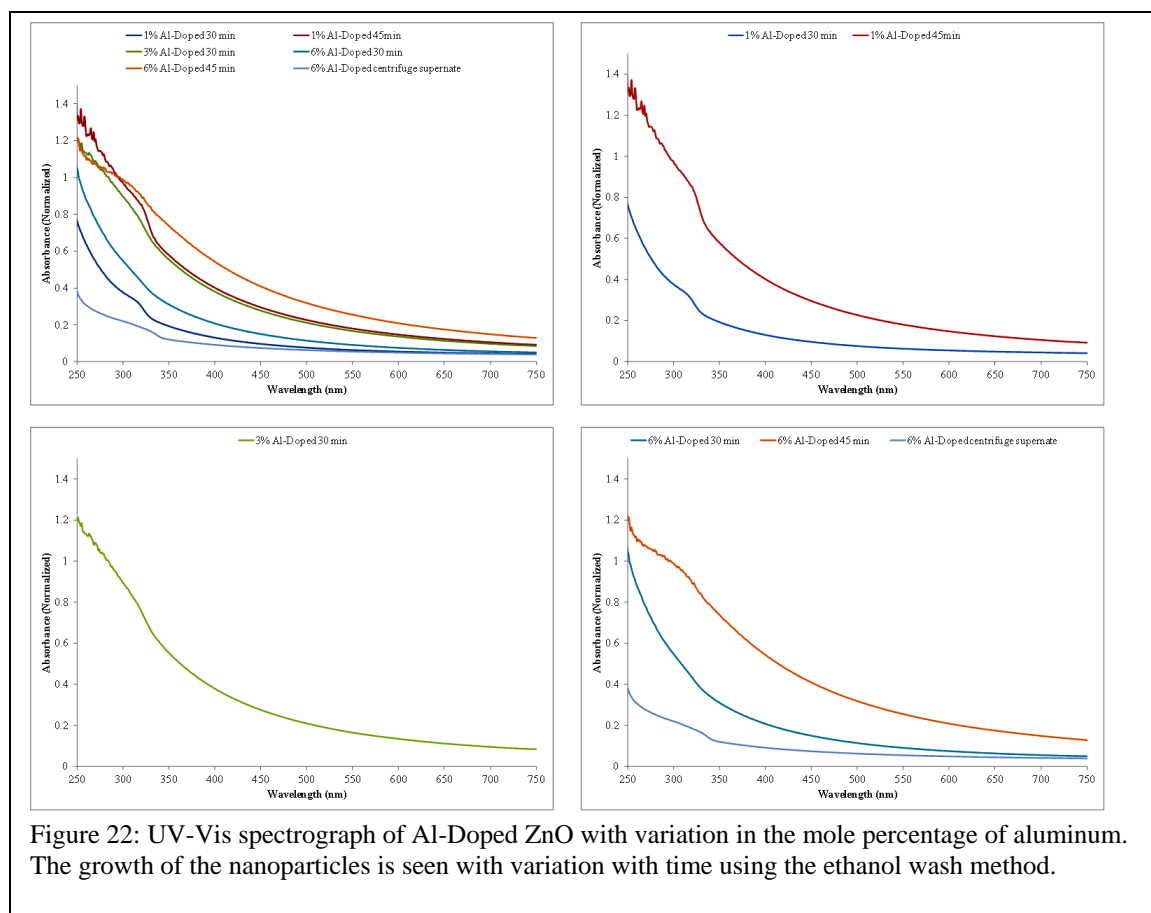 1% Al-Doped 30 min 1% Al-Doped 45min
3% Al-Doped 30 min 6% Al-Doped 30 min
6% Al-Doped 45 min 6% Al-Doped centrifuge supernate
1.4
1.2
1
0.8
0.6
0.4
0.2
0
Absorbance (Normalized)
250 300 350 400 450 500 550 600 650 700 750
Wavelength (nm)
1% Al-Doped 30 min 1% Al-Doped 45min
1.4
1.2
1
0.8
0.6
0.4
0.2
0
Absorbance (Normalized)
250 300 350 400 450 500 550 600 650 700 750
Wavelength (nm)
3% Al-Doped 30 min
1.4
1.2
1
0.8
0.6
0.4
0.2
0
Absorbance (Normalized)
250 300 350 400 450 500 550 600 650 700 750
Wavelength (nm)
6% Al-Doped 30 min 6% Al-Doped 45 min 6% Al-Doped centrifuge supernate
1.4
1.2
1
0.8
0.6
0.4
0.2
0
Absorbance (Normalized)
250 300 350 400 450 500 550 600 650 700 750
Wavelength (nm)
Figure 22: UV-Vis spectrograph of Al-Doped ZnO with variation in the mole percentage of aluminum.
The growth of the nanoparticles is seen with variation with time using the ethanol wash method.